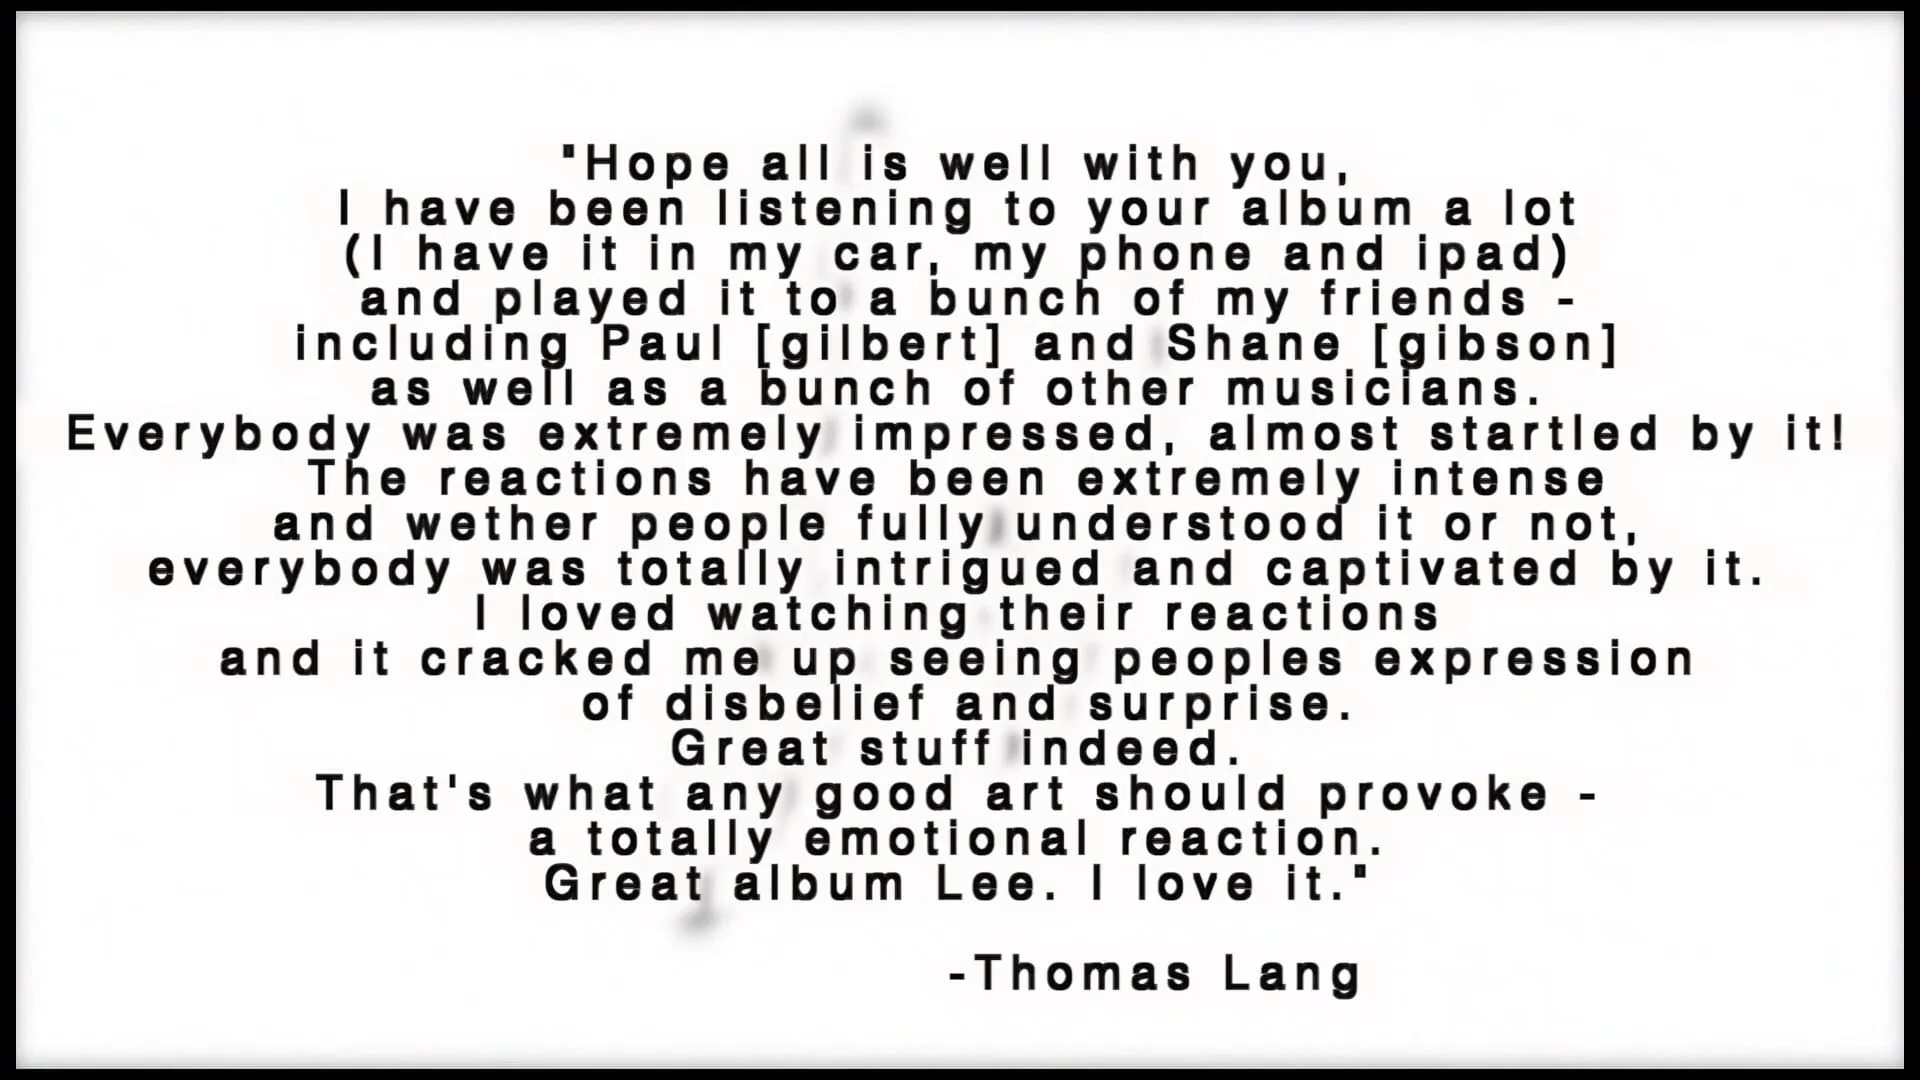 "Hope all is well with you,
I have been listening to your album a lot
(I have it in my car, my phone and ipad)
and played it to a bunch of my friends -
including Paul [gilbert] and Shane [gibson]
as well as a bunch of other musicians.
Everybody was extremely impressed, almost startled by it!
The reactions have been extremely intense
and wether people fully understood it or not,
everybody was totally intrigued and captivated by it.
I loved watching their reactions
and it cracked me up seeing peoples expression
of disbelief and surprise.
Great stuff indeed.
That's what any good art should provoke -
a totally emotional reaction.
Great album Lee. I love it."
-Thomas Lang